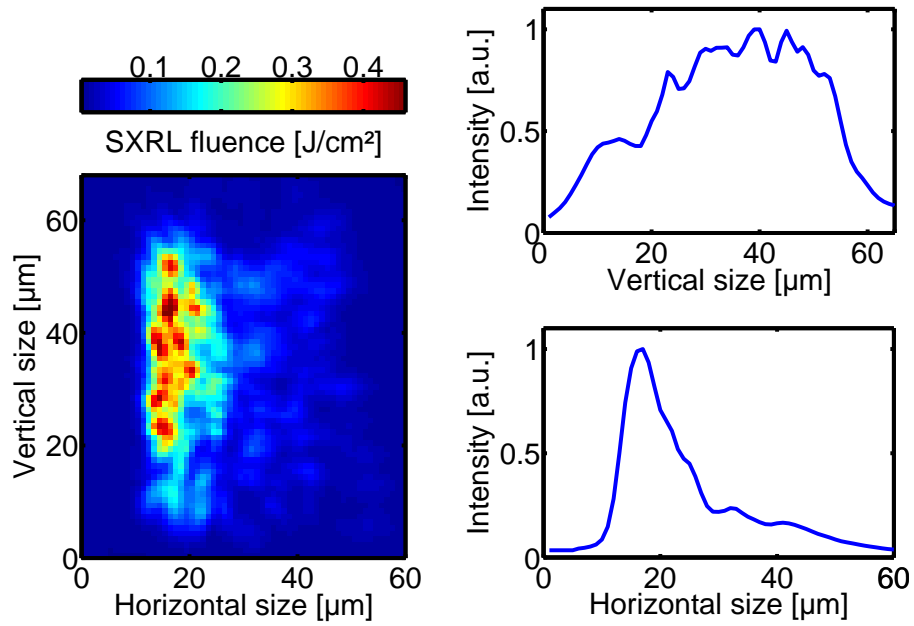 0.1 0.2 0.3 0.4
SXRL fluence [J/cm²]
60
40
20
0
Vertical size [µm]
0 20 40 60
Horizontal size [µm]
1
0.5
0
Intensity [a.u.]
0 20 40 60
Vertical size [µm]
1
0.5
0
Intensity [a.u.]
0 20 40 60
Horizontal size [µm]